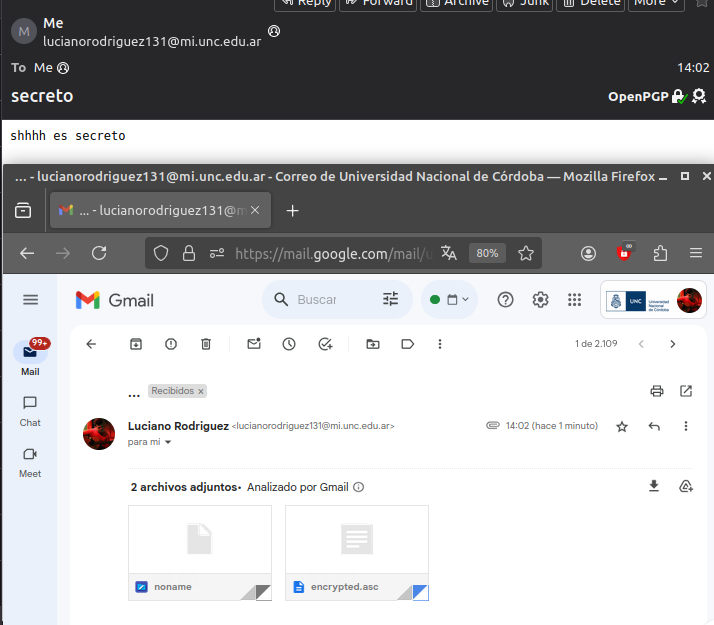 Reply Forward Archive Junk Delete More
M Me
lucianorodriguez131@mi.unc.edu.ar
To Me 14:02
secreto OpenPGP
shhhh es secreto
... - lucianorodriguez131@mi.unc.edu.ar - Correo de Universidad Nacional de Córdoba — Mozilla Firefox
... - lucianorodriguez131@m
https://mail.google.com/mail/u 80%
Gmail Buscar UNC Universidad Nacional de Córdoba
99+ 1 de 2.109
Mail
... Recibidos ×
Chat
Luciano Rodriguez <lucianorodriguez131@mi.unc.edu.ar> 14:02 (hace 1 minuto)
para mi
Meet
2 archivos adjuntos• Analizado por Gmail
noname encrypted.asc